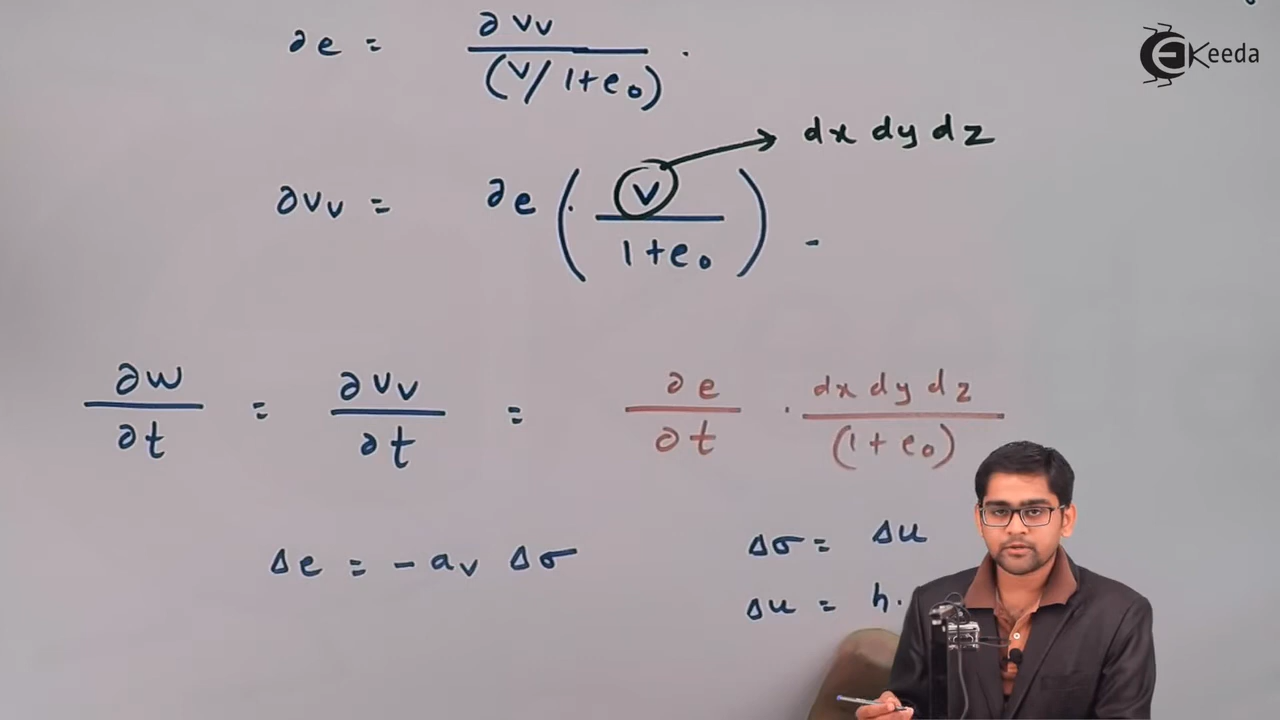 Ekeeda
∂e = ∂Vv / (V/1+e₀) .
dx dy dz
∂Vv = ∂e ( . V / 1+e₀ ) -
∂w/∂t = ∂Vv/∂t = ∂e/∂t . dx dy dz / (1+e₀)
Δσ = Δu
Δe = - av Δσ
Δu = h.